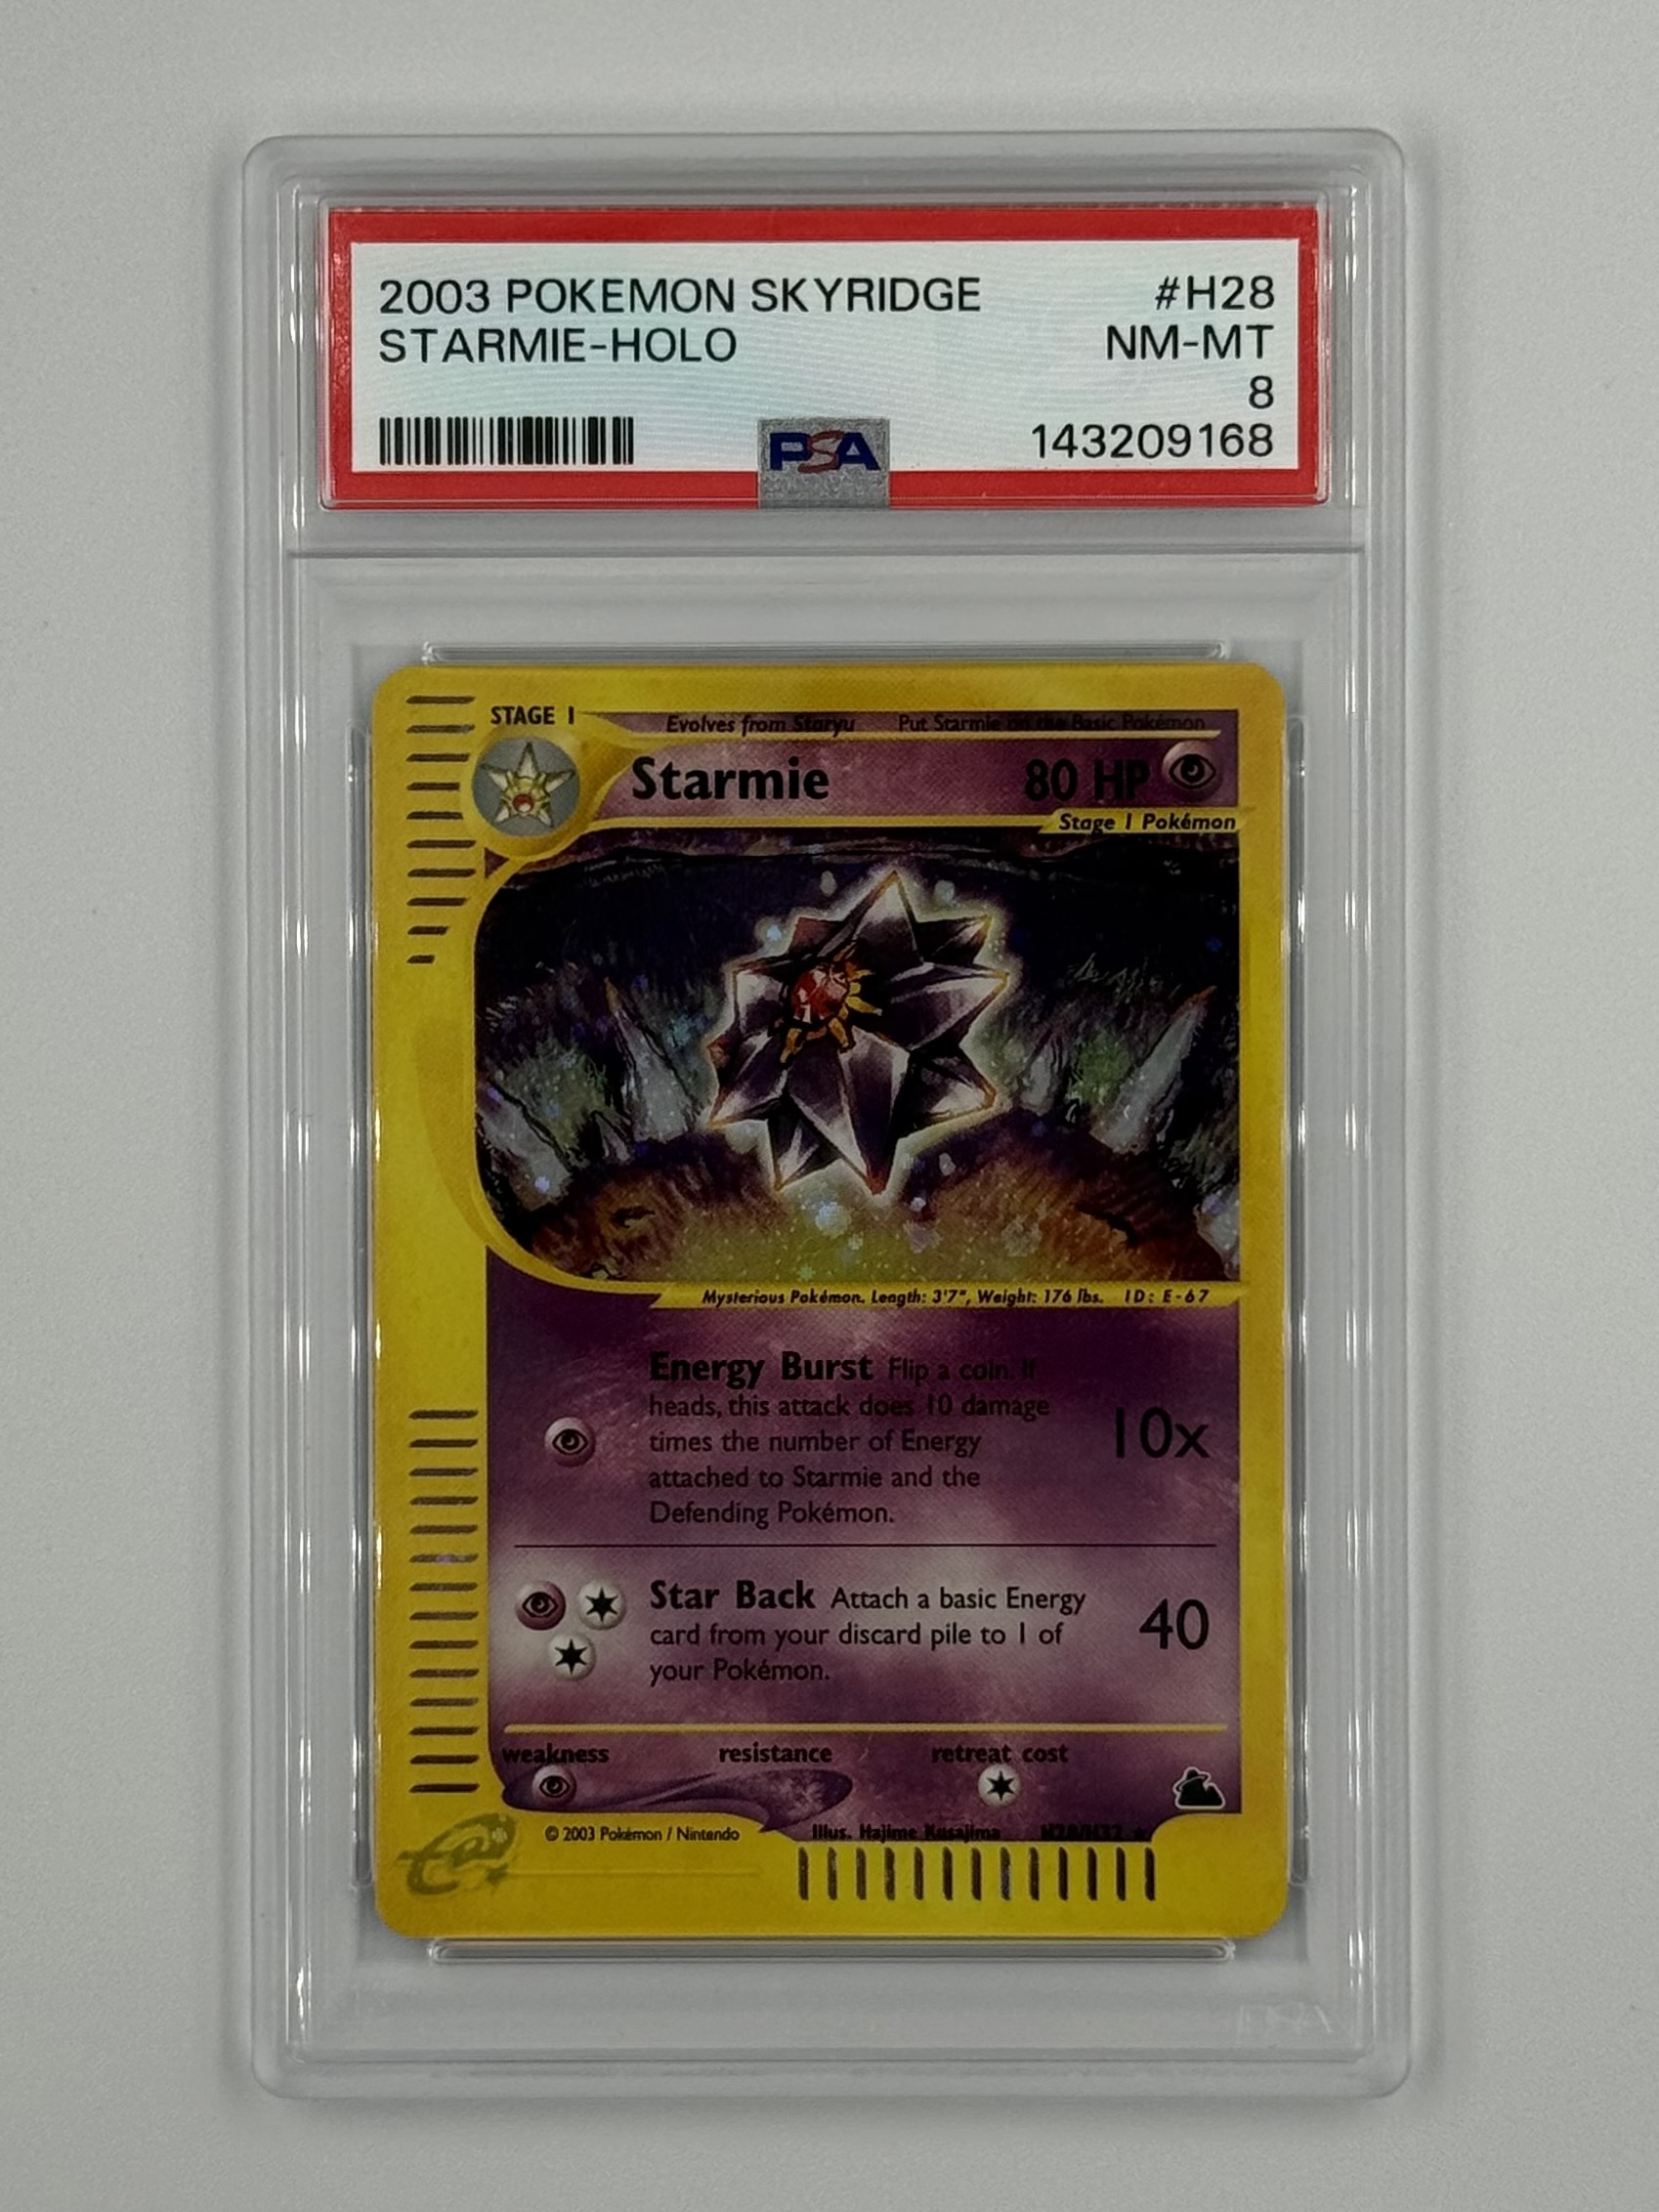 2003 POKEMON SKYRIDGE #H28
STARMIE-HOLO NM-MT
8
PSA 143209168
STAGE 1 Evolves from Staryu Put Starmie on the Basic Pokémon
Starmie 80 HP
Stage 1 Pokémon
Mysterious Pokémon. Length: 3'7", Weight: 176 lbs. ID: E-67
Energy Burst Flip a coin. If
heads, this attack does 10 damage
times the number of Energy
attached to Starmie and the
Defending Pokémon.
10x
Star Back Attach a basic Energy
card from your discard pile to 1 of
your Pokémon.
40
weakness resistance retreat cost
© 2003 Pokémon / Nintendo Illus. Hajime Kusajima H28/H32
PSA